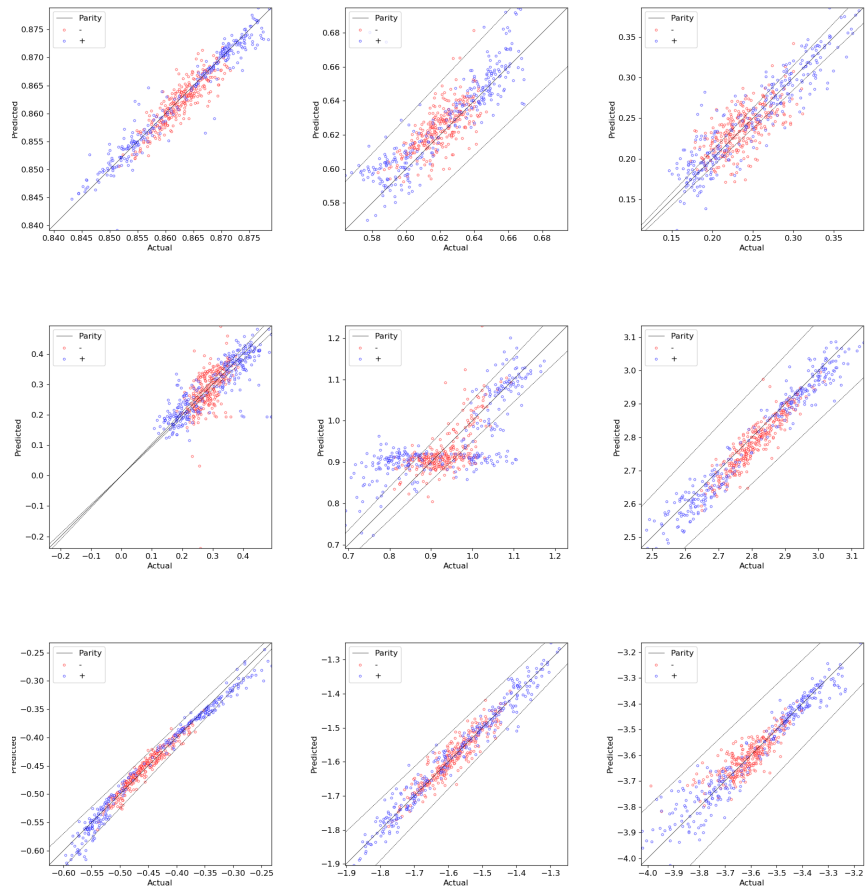 Parity
-
+
0.875
0.870
0.865
0.860
0.855
0.850
0.845
0.840
Predicted
0.840 0.845 0.850 0.855 0.860 0.865 0.870 0.875
Actual
Parity
-
+
0.68
0.66
0.64
0.62
0.60
0.58
Predicted
0.58 0.60 0.62 0.64 0.66 0.68
Actual
Parity
-
+
0.35
0.30
0.25
0.20
0.15
Predicted
0.15 0.20 0.25 0.30 0.35
Actual
Parity
-
+
0.4
0.3
0.2
0.1
0.0
−0.1
−0.2
Predicted
−0.2 −0.1 0.0 0.1 0.2 0.3 0.4
Actual
Parity
-
+
1.2
1.1
1.0
0.9
0.8
0.7
Predicted
0.7 0.8 0.9 1.0 1.1 1.2
Actual
Parity
-
+
3.1
3.0
2.9
2.8
2.7
2.6
2.5
Predicted
2.5 2.6 2.7 2.8 2.9 3.0 3.1
Actual
Parity
-
+
−0.25
−0.30
−0.35
−0.40
−0.45
−0.50
−0.55
−0.60
Predicted
−0.60 −0.55 −0.50 −0.45 −0.40 −0.35 −0.30 −0.25
Actual
Parity
-
+
−1.3
−1.4
−1.5
−1.6
−1.7
−1.8
−1.9
Predicted
−1.9 −1.8 −1.7 −1.6 −1.5 −1.4 −1.3
Actual
Parity
-
+
−3.2
−3.3
−3.4
−3.5
−3.6
−3.7
−3.8
−3.9
−4.0
Predicted
−4.0 −3.9 −3.8 −3.7 −3.6 −3.5 −3.4 −3.3 −3.2
Actual